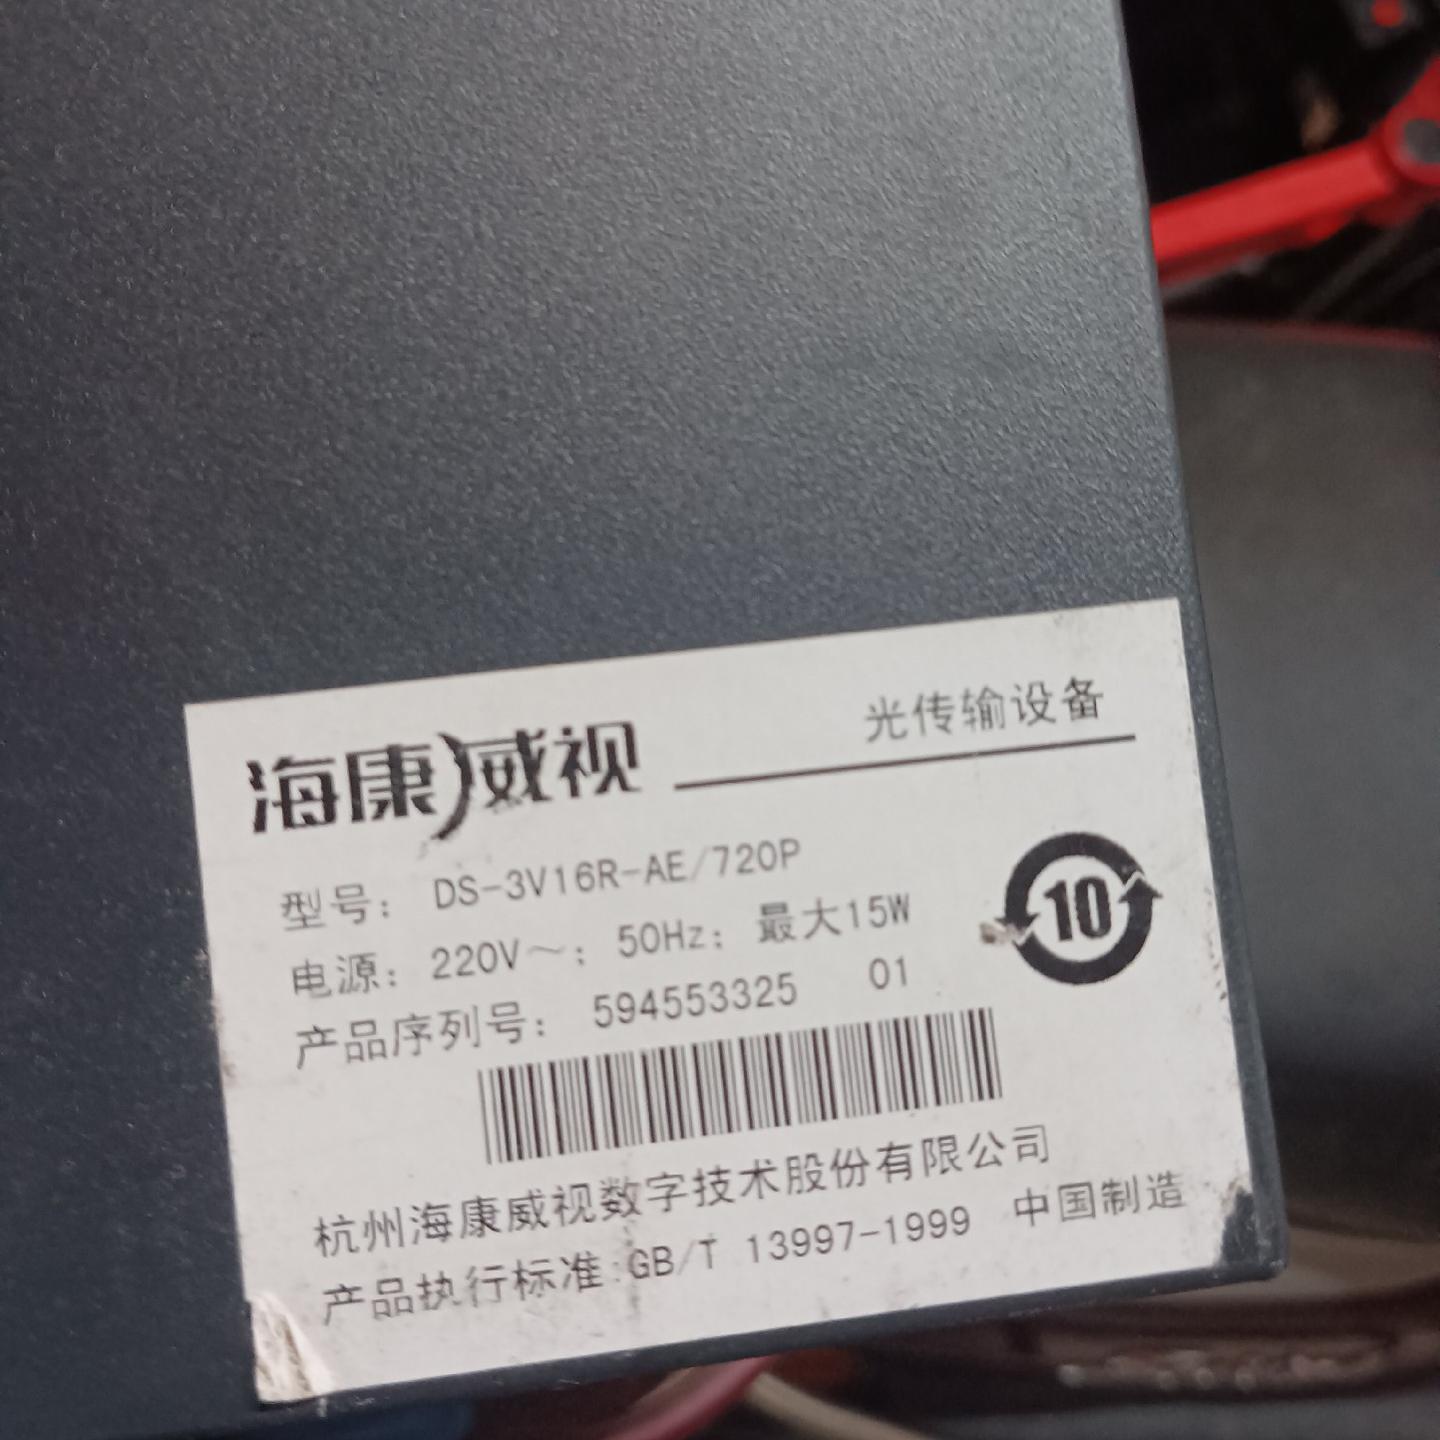 海康威视
光传输设备
型号： DS-3V16R-AE/720P
电源：220V～；50Hz；最大15W
产品序列号： 594553325 01
10
杭州海康威视数字技术股份有限公司
产品执行标准:GB/T 13997-1999 中国制造